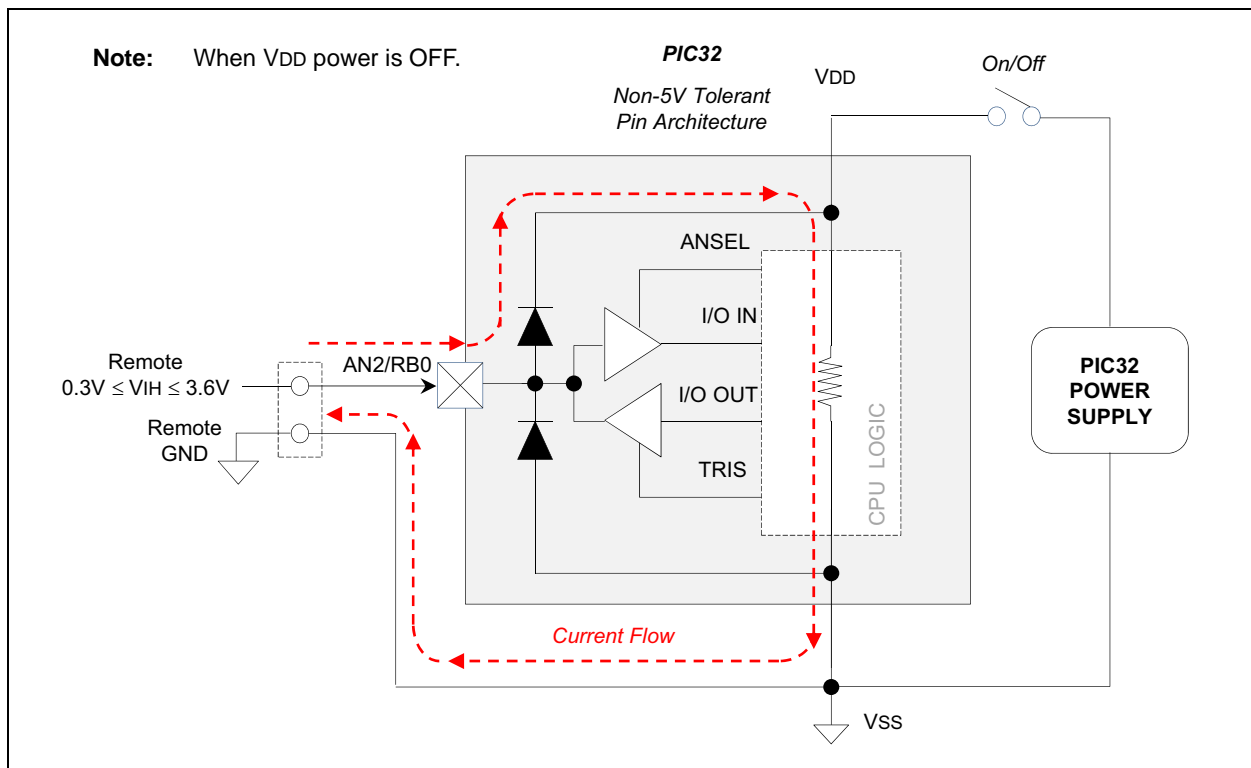 Note: When VDD power is OFF.
PIC32
Non-5V Tolerant
Pin Architecture
VDD
On/Off
ANSEL
I/O IN
Remote
0.3V ≤ VIH ≤ 3.6V
AN2/RB0
I/O OUT
Remote
GND
TRIS
CPU LOGIC
PIC32
POWER
SUPPLY
Current Flow
VSS